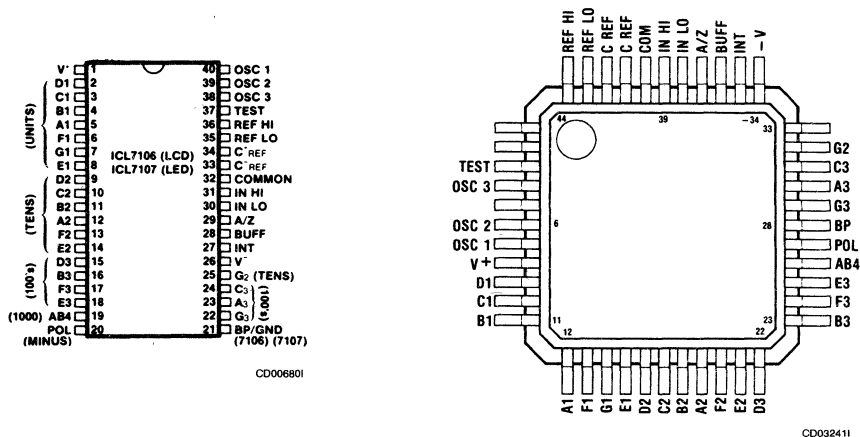 V+ 1
D1 2
C1 3
B1 4
A1 5
F1 6
G1 7
E1 8
D2 9
C2 10
B2 11
A2 12
F2 13
E2 14
D3 15
B3 16
F3 17
E3 18
(1000) AB4 19
POL 20
(MINUS)
(UNITS)
(TENS)
(100's)
ICL7106 (LCD)
ICL7107 (LED)
40 OSC 1
39 OSC 2
38 OSC 3
37 TEST
36 REF HI
35 REF LO
34 C-REF
33 C-REF
32 COMMON
31 IN HI
30 IN LO
29 A/Z
28 BUFF
27 INT
26 V-
25 G2 (TENS)
24 C3
23 A3
22 G3
(100's)
21 BP/GND
(7106) (7107)
CD00680I
REF HI
REF LO
C REF
C REF
COM
IN HI
IN LO
A/Z
BUFF
INT
-V
44
39
-34
33
TEST
OSC 3
OSC 2
OSC 1
V+
D1
C1
B1
6
11
12
G2
C3
A3
G3
BP
POL
AB4
E3
F3
B3
28
23
22
A1
F1
G1
E1
D2
C2
B2
A2
F2
E2
D3
CD03241I